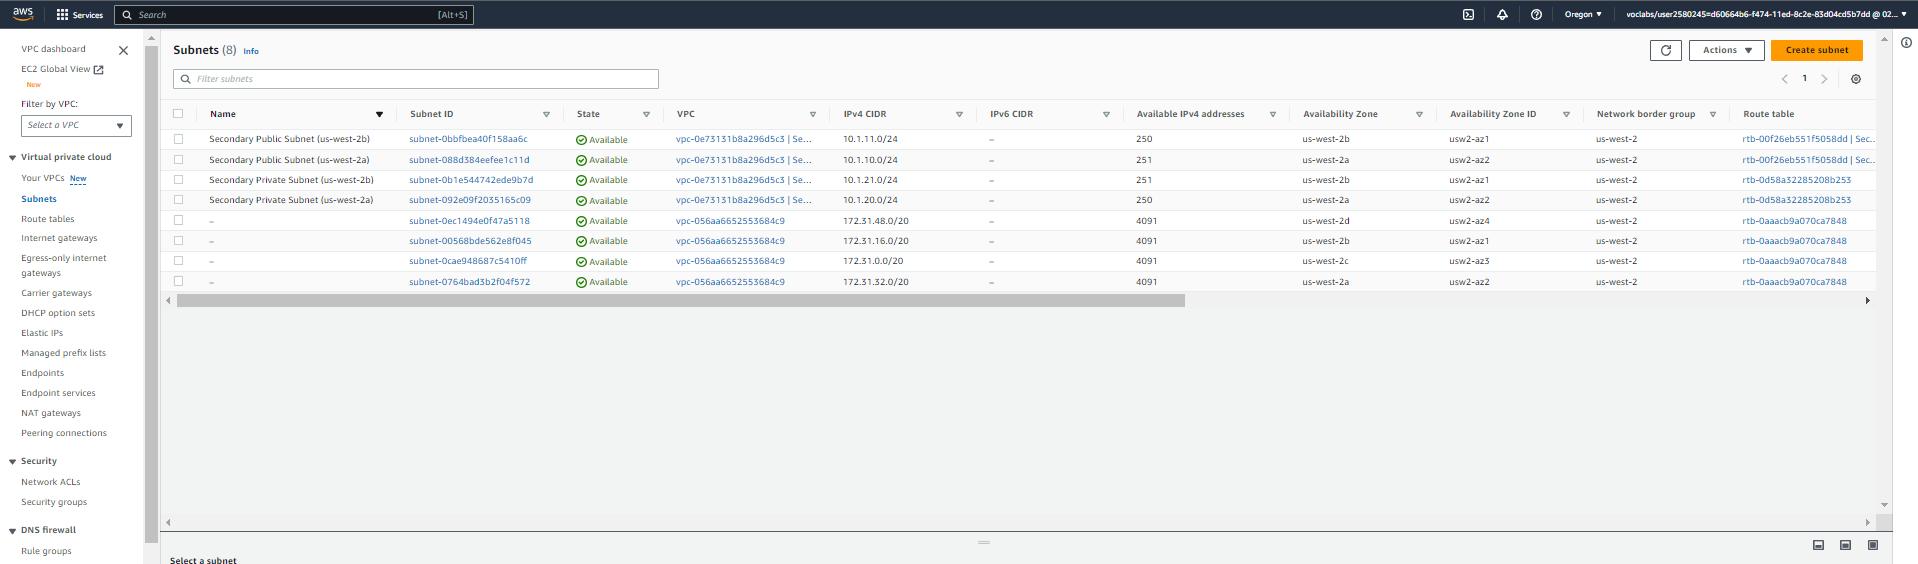 aws Services Search [Alt+S] Oregon voclabs/user2580245=d60664b6-f474-11ed-8c2e-83d04cd5b7dd @ 02...
VPC dashboard
EC2 Global View
New
Filter by VPC:
Select a VPC
Virtual private cloud
Your VPCs New
Subnets
Route tables
Internet gateways
Egress-only internet
gateways
Carrier gateways
DHCP option sets
Elastic IPs
Managed prefix lists
Endpoints
Endpoint services
NAT gateways
Peering connections
Security
Network ACLs
Security groups
DNS firewall
Rule groups
Subnets (8) Info Actions Create subnet
Filter subnets 1
Name Subnet ID State VPC IPv4 CIDR IPv6 CIDR Available IPv4 addresses Availability Zone Availability Zone ID Network border group Route table
Secondary Public Subnet (us-west-2b) subnet-0bbfbea40f158aa6c Available vpc-0e73131b8a296d5c3 | Se... 10.1.11.0/24 – 250 us-west-2b usw2-az1 us-west-2 rtb-00f26eb551f5058dd | Sec...
Secondary Public Subnet (us-west-2a) subnet-088d384eefee1c11d Available vpc-0e73131b8a296d5c3 | Se... 10.1.10.0/24 – 251 us-west-2a usw2-az2 us-west-2 rtb-00f26eb551f5058dd | Sec...
Secondary Private Subnet (us-west-2b) subnet-0b1e544742ede9b7d Available vpc-0e73131b8a296d5c3 | Se... 10.1.21.0/24 – 251 us-west-2b usw2-az1 us-west-2 rtb-0d58a32285208b253
Secondary Private Subnet (us-west-2a) subnet-092e09f2035165c09 Available vpc-0e73131b8a296d5c3 | Se... 10.1.20.0/24 – 250 us-west-2a usw2-az2 us-west-2 rtb-0d58a32285208b253
– subnet-0ec1494e0f47a5118 Available vpc-056aa6652553684c9 172.31.48.0/20 – 4091 us-west-2d usw2-az4 us-west-2 rtb-0aaacb9a070ca7848
– subnet-00568bde562e8f045 Available vpc-056aa6652553684c9 172.31.16.0/20 – 4091 us-west-2b usw2-az1 us-west-2 rtb-0aaacb9a070ca7848
– subnet-0cae948687c5410ff Available vpc-056aa6652553684c9 172.31.0.0/20 – 4091 us-west-2c usw2-az3 us-west-2 rtb-0aaacb9a070ca7848
– subnet-0764bad3b2f04f572 Available vpc-056aa6652553684c9 172.31.32.0/20 – 4091 us-west-2a usw2-az2 us-west-2 rtb-0aaacb9a070ca7848
Select a subnet